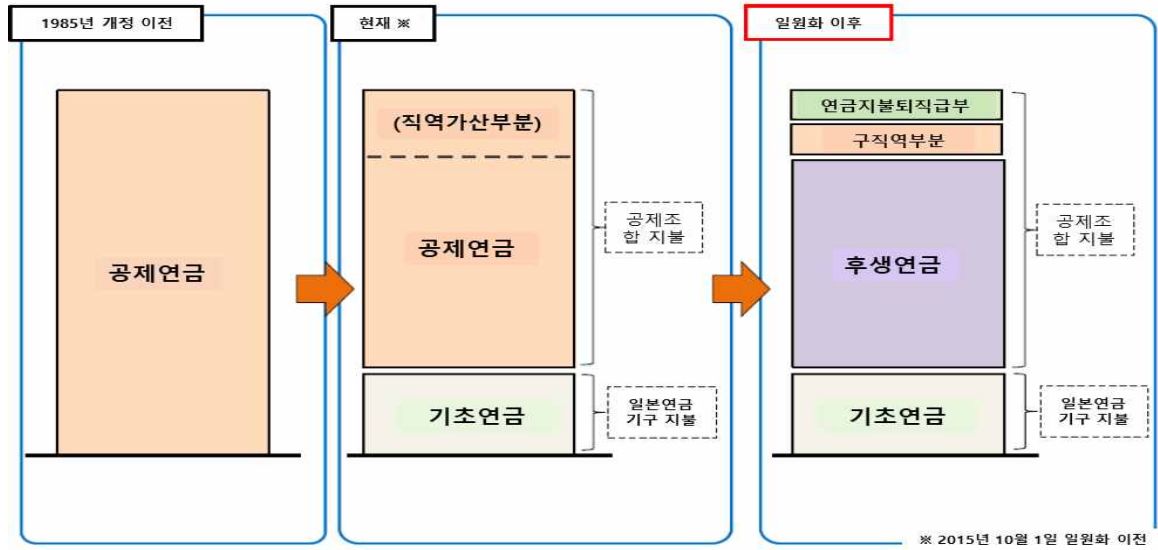 1985년 개정 이전
공제연금
현재 ※
(직역가산부분)
공제연금
기초연금
공제조
합 지불
일본연금
기구 지불
일원화 이후
연금지불퇴직급부
구직역부분
후생연금
기초연금
공제조
합 지불
일본연금
기구 지불
※ 2015년 10월 1일 일원화 이전